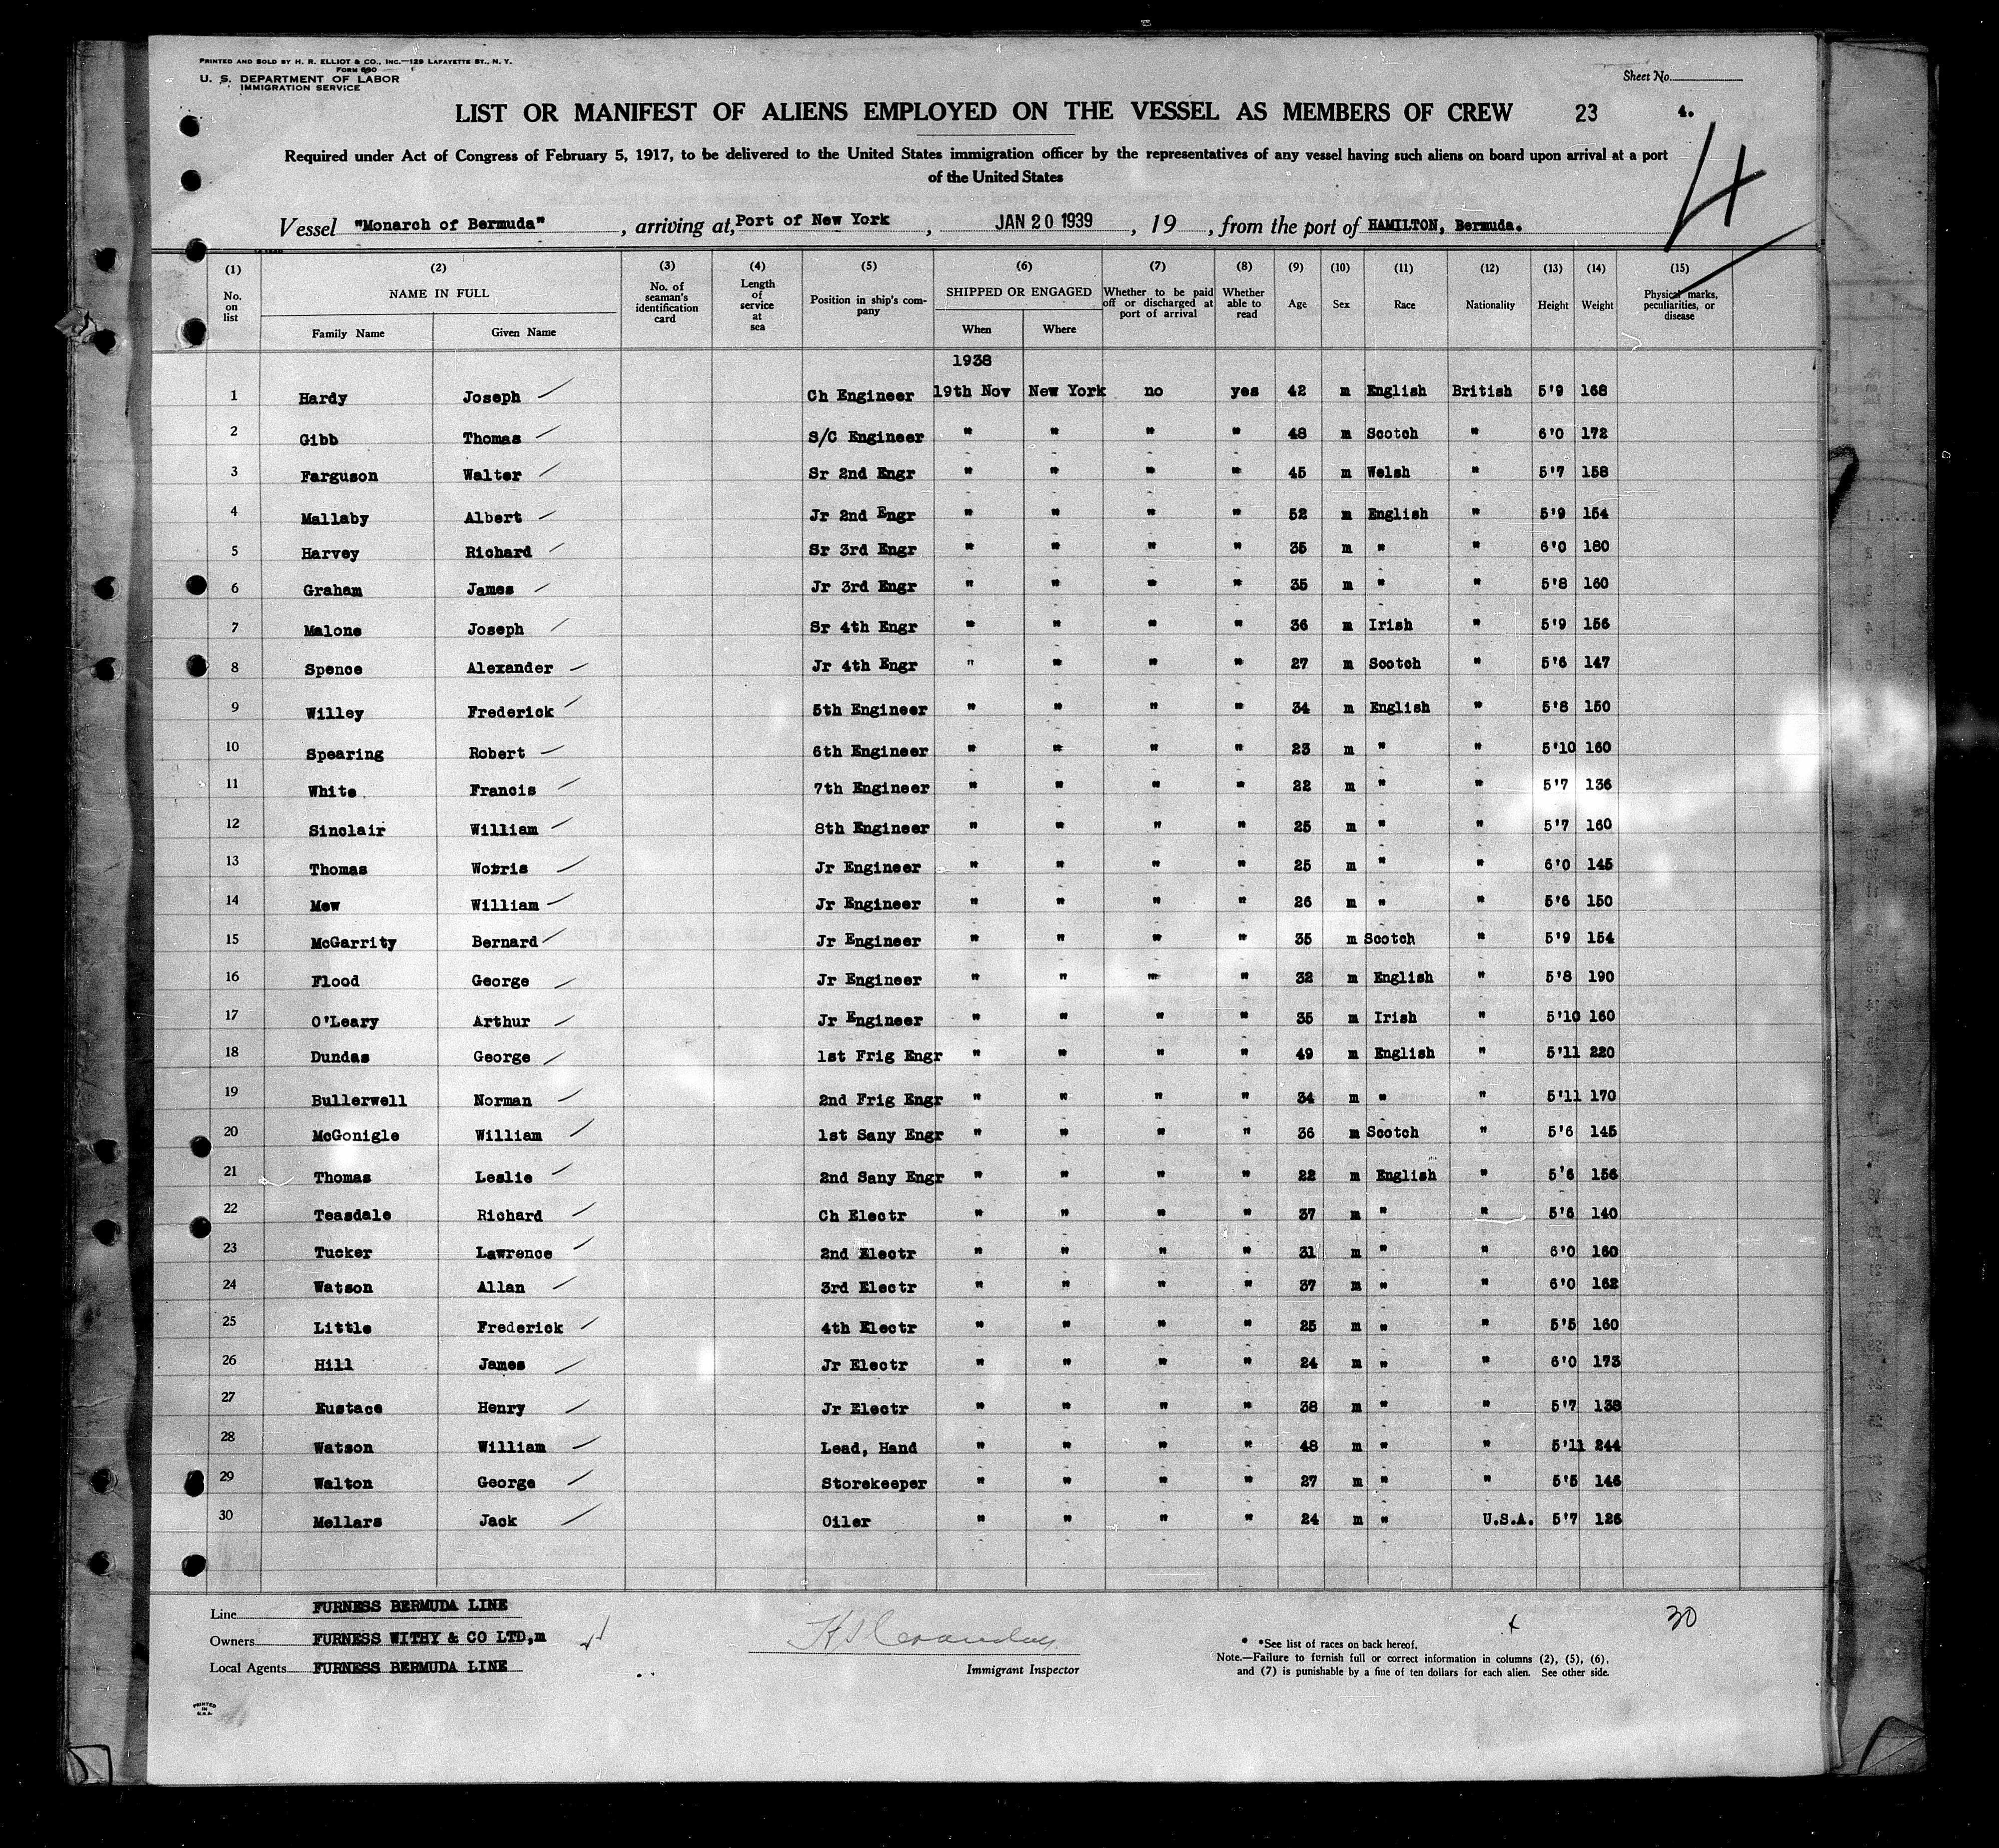 PRINTED AND SOLD BY H. R. ELLIOT & CO., INC.—129 LAFAYETTE ST., N. Y.
FORM 690
U. S. DEPARTMENT OF LABOR
IMMIGRATION SERVICE
Sheet No.
LIST OR MANIFEST OF ALIENS EMPLOYED ON THE VESSEL AS MEMBERS OF CREW 23 4.
4
Required under Act of Congress of February 5, 1917, to be delivered to the United States immigration officer by the representatives of any vessel having such aliens on board upon arrival at a port
of the United States
Vessel "Monarch of Bermuda", arriving at, Port of New York, JAN 20 1939, 19 , from the port of HAMILTON, Bermuda.
(1) (2) (3) (4) (5) (6) (7) (8) (9) (10) (11) (12) (13) (14) (15)
No. on list NAME IN FULL Family Name Given Name No. of seaman's identification card Length of service at sea Position in ship's company SHIPPED OR ENGAGED When Where Whether to be paid off or discharged at port of arrival Whether able to read Age Sex Race Nationality Height Weight Physical marks, peculiarities, or disease
1938
1 Hardy Joseph Ch Engineer 19th Nov New York no yes 42 m English British 5'9 168
2 Gibb Thomas S/C Engineer " " " " 48 m Scotch " 6'0 172
3 Farguson Walter Sr 2nd Engr " " " " 45 m Welsh " 5'7 158
4 Mallaby Albert Jr 2nd Engr " " " " 52 m English " 5'9 154
5 Harvey Richard Sr 3rd Engr " " " " 35 m " " 6'0 180
6 Graham James Jr 3rd Engr " " " " 35 m " " 5'8 160
7 Malone Joseph Sr 4th Engr " " " " 36 m Irish " 5'9 156
8 Spence Alexander Jr 4th Engr " " " " 27 m Scotch " 5'6 147
9 Willey Frederick 5th Engineer " " " " 34 m English " 5'8 150
10 Spearing Robert 6th Engineer " " " " 23 m " " 5'10 160
11 White Francis 7th Engineer " " " " 22 m " " 5'7 136
12 Sinclair William 8th Engineer " " " " 25 m " " 5'7 160
13 Thomas Worris Jr Engineer " " " " 25 m " " 6'0 145
14 Mew William Jr Engineer " " " " 26 m " " 5'6 150
15 McGarrity Bernard Jr Engineer " " " " 35 m Scotch " 5'9 154
16 Flood George Jr Engineer " " " " 32 m English " 5'8 190
17 O'Leary Arthur Jr Engineer " " " " 35 m Irish " 5'10 160
18 Dundas George 1st Frig Engr " " " " 49 m English " 5'11 220
19 Bullerwell Norman 2nd Frig Engr " " " " 34 m " " 5'11 170
20 McGonigle William 1st Sany Engr " " " " 36 m Scotch " 5'6 145
21 Thomas Leslie 2nd Sany Engr " " " " 22 m English " 5'6 156
22 Teasdale Richard Ch Electr " " " " 37 m " " 5'6 140
23 Tucker Lawrence 2nd Electr " " " " 31 m " " 6'0 160
24 Watson Allan 3rd Electr " " " " 37 m " " 6'0 162
25 Little Frederick 4th Electr " " " " 25 m " " 5'5 160
26 Hill James Jr Electr " " " " 24 m " " 6'0 173
27 Eustace Henry Jr Electr " " " " 38 m " " 5'7 138
28 Watson William Lead, Hand " " " " 48 m " " 5'11 244
29 Walton George Storekeeper " " " " 27 m " " 5'5 146
30 Mellars Jack Oiler " " " " 24 m " U.S.A. 5'7 126
Line FURNESS BERMUDA LINE
Owners FURNESS WITHY & CO LTD,m
Local Agents FURNESS BERMUDA LINE
Immigrant Inspector
30
* *See list of races on back hereof.
Note.—Failure to furnish full or correct information in columns (2), (5), (6),
and (7) is punishable by a fine of ten dollars for each alien. See other side.
PRINTED
IN
U.S.A.